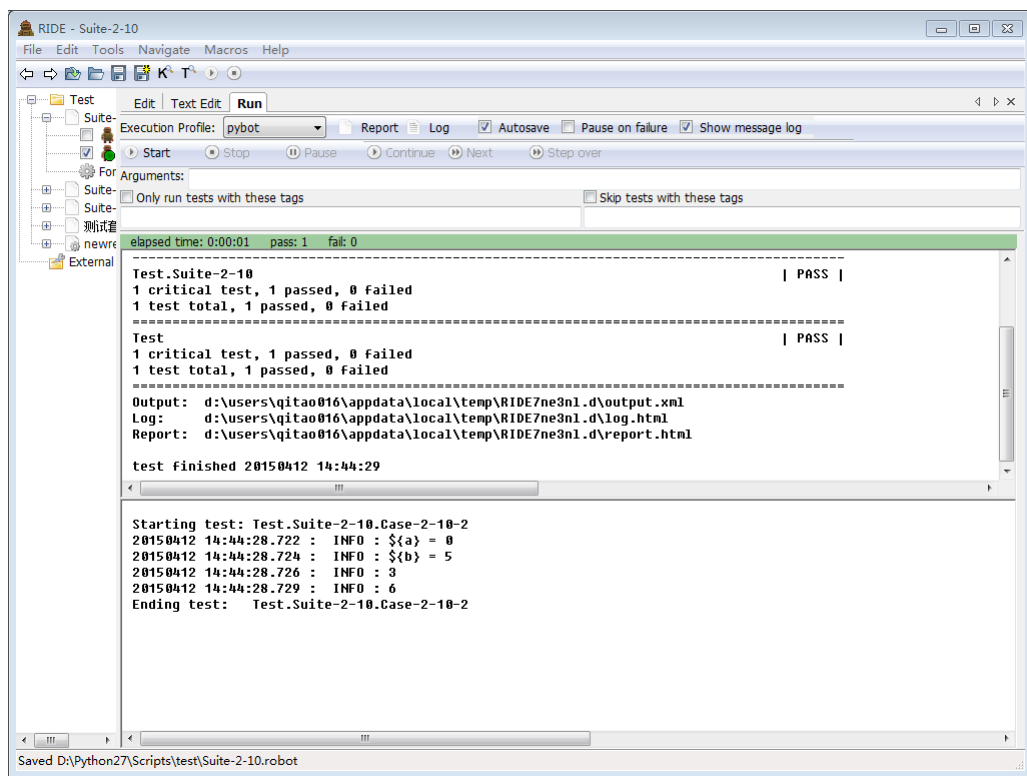 RIDE - Suite-2-10
File Edit Tools Navigate Macros Help
K T
Test
Suite-
For
Suite-
Suite-
测试套
newre
External
Edit Text Edit Run
Execution Profile: pybot Report Log Autosave Pause on failure Show message log
Start Stop Pause Continue Next Step over
Arguments:
Only run tests with these tags Skip tests with these tags
elapsed time: 0:00:01 pass: 1 fail: 0
------------------------------------------------------------------------------
Test.Suite-2-10 | PASS |
1 critical test, 1 passed, 0 failed
1 test total, 1 passed, 0 failed
==============================================================================
Test | PASS |
1 critical test, 1 passed, 0 failed
1 test total, 1 passed, 0 failed
==============================================================================
Output: d:\users\qitao016\appdata\local\temp\RIDE7ne3nl.d\output.xml
Log: d:\users\qitao016\appdata\local\temp\RIDE7ne3nl.d\log.html
Report: d:\users\qitao016\appdata\local\temp\RIDE7ne3nl.d\report.html
test finished 20150412 14:44:29
Starting test: Test.Suite-2-10.Case-2-10-2
20150412 14:44:28.722 : INFO : ${a} = 0
20150412 14:44:28.724 : INFO : ${b} = 5
20150412 14:44:28.726 : INFO : 3
20150412 14:44:28.729 : INFO : 6
Ending test: Test.Suite-2-10.Case-2-10-2
Saved D:\Python27\Scripts\test\Suite-2-10.robot